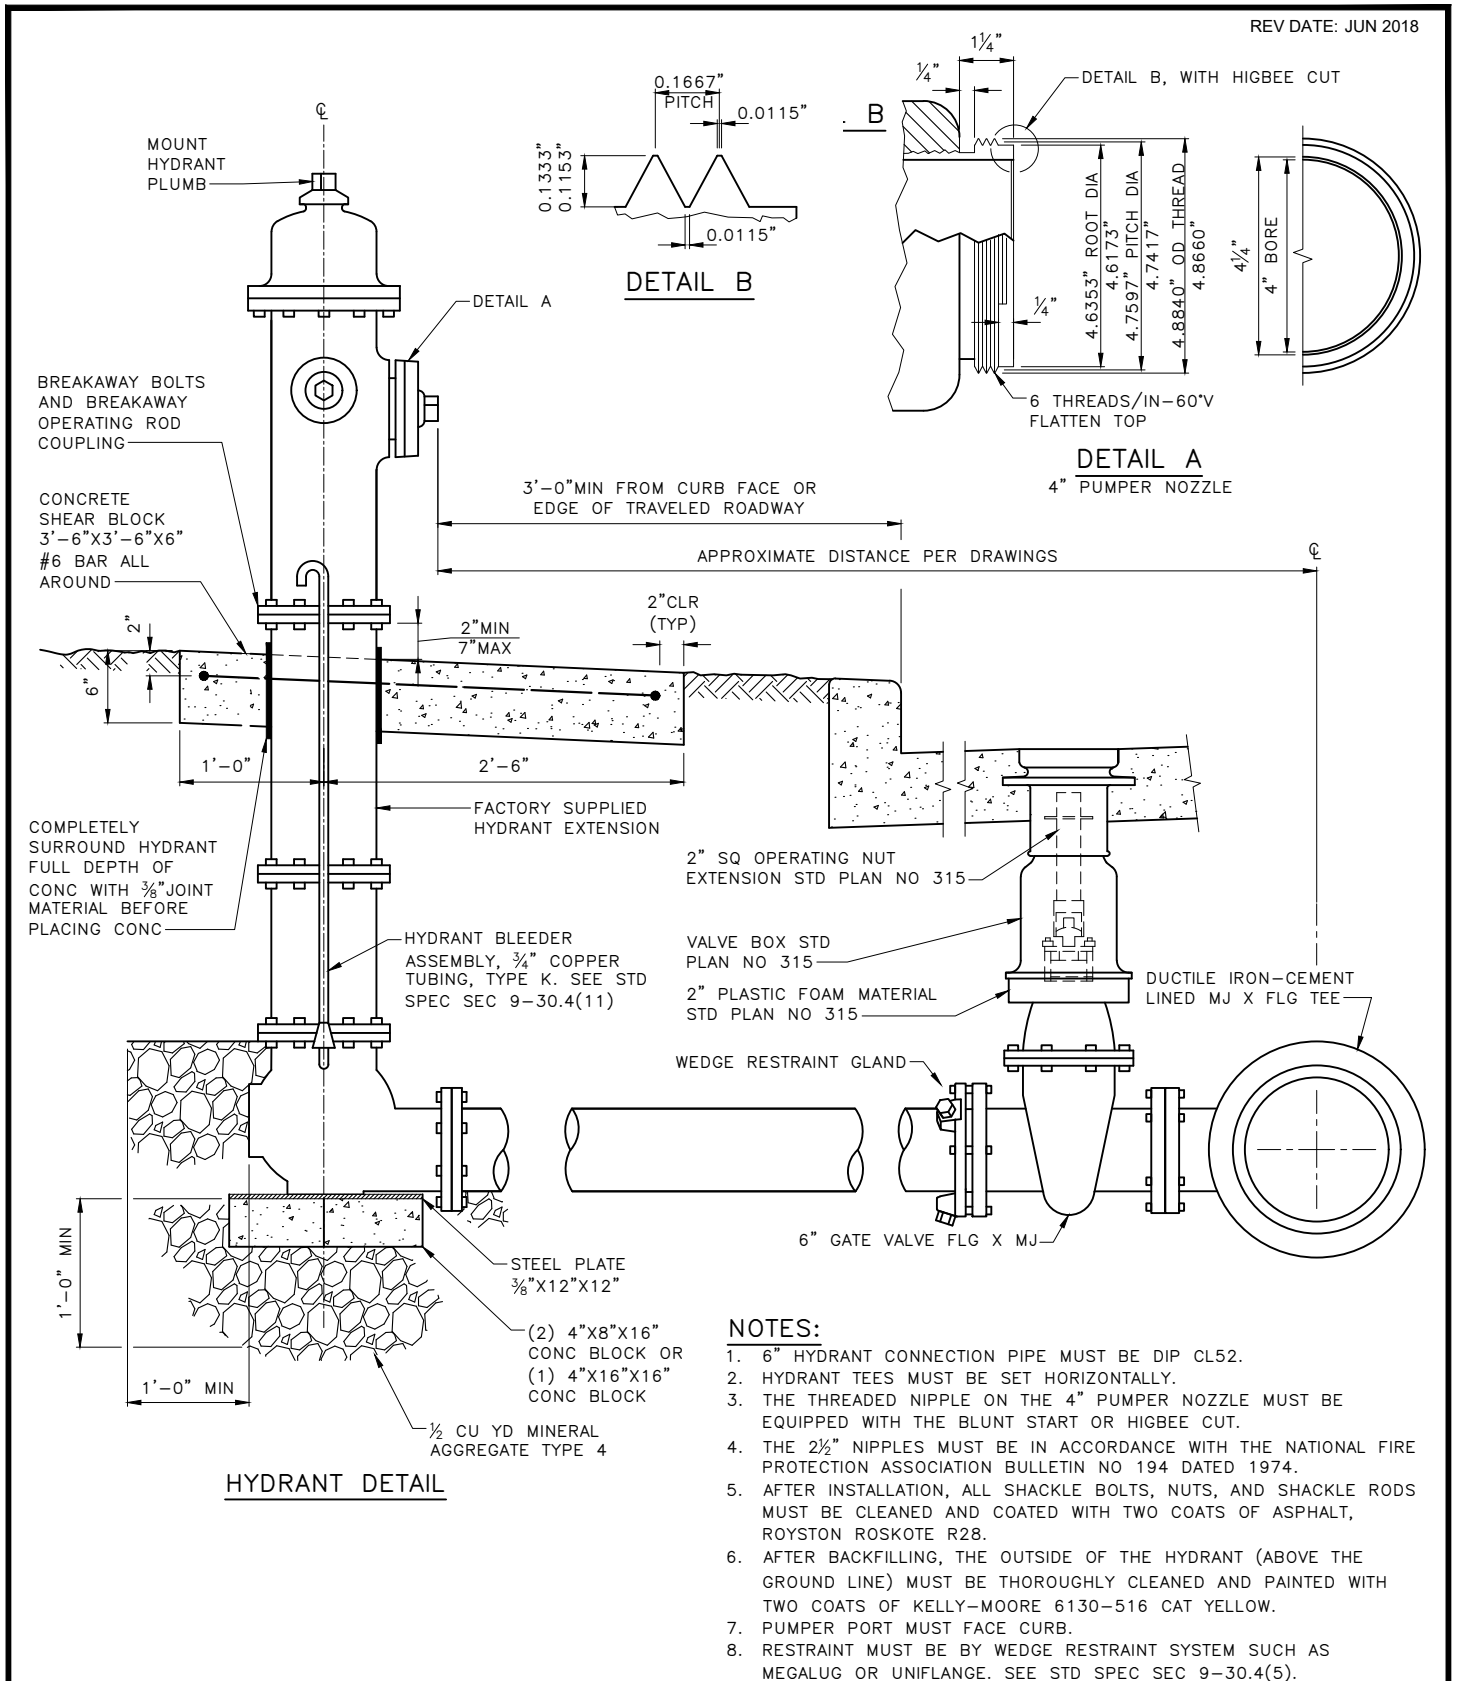 REV DATE: JUN 2018
℄
MOUNT
HYDRANT
PLUMB
0.1667"
PITCH
0.0115"
0.1333"
0.1153"
0.0115"
DETAIL B
. B
1¼"
¼"
DETAIL B, WITH HIGBEE CUT
4.6353" ROOT DIA
4.6173"
4.7597" PITCH DIA
4.7417"
4.8840" OD THREAD
4.8660"
4¼"
4" BORE
¼"
6 THREADS/IN-60°V
FLATTEN TOP
DETAIL A
4" PUMPER NOZZLE
DETAIL A
BREAKAWAY BOLTS
AND BREAKAWAY
OPERATING ROD
COUPLING
CONCRETE
SHEAR BLOCK
3'-6"X3'-6"X6"
#6 BAR ALL
AROUND
3'-0"MIN FROM CURB FACE OR
EDGE OF TRAVELED ROADWAY
APPROXIMATE DISTANCE PER DRAWINGS
℄
2"
6"
2"MIN
7"MAX
2"CLR
(TYP)
1'-0"
2'-6"
FACTORY SUPPLIED
HYDRANT EXTENSION
COMPLETELY
SURROUND HYDRANT
FULL DEPTH OF
CONC WITH ⅜"JOINT
MATERIAL BEFORE
PLACING CONC
2" SQ OPERATING NUT
EXTENSION STD PLAN NO 315
HYDRANT BLEEDER
ASSEMBLY, ¾" COPPER
TUBING, TYPE K. SEE STD
SPEC SEC 9-30.4(11)
VALVE BOX STD
PLAN NO 315
2" PLASTIC FOAM MATERIAL
STD PLAN NO 315
DUCTILE IRON-CEMENT
LINED MJ X FLG TEE
WEDGE RESTRAINT GLAND
6" GATE VALVE FLG X MJ
1'-0" MIN
STEEL PLATE
⅜"X12"X12"
(2) 4"X8"X16"
CONC BLOCK OR
(1) 4"X16"X16"
CONC BLOCK
1'-0" MIN
½ CU YD MINERAL
AGGREGATE TYPE 4
HYDRANT DETAIL
NOTES:
1. 6" HYDRANT CONNECTION PIPE MUST BE DIP CL52.
2. HYDRANT TEES MUST BE SET HORIZONTALLY.
3. THE THREADED NIPPLE ON THE 4" PUMPER NOZZLE MUST BE
EQUIPPED WITH THE BLUNT START OR HIGBEE CUT.
4. THE 2½" NIPPLES MUST BE IN ACCORDANCE WITH THE NATIONAL FIRE
PROTECTION ASSOCIATION BULLETIN NO 194 DATED 1974.
5. AFTER INSTALLATION, ALL SHACKLE BOLTS, NUTS, AND SHACKLE RODS
MUST BE CLEANED AND COATED WITH TWO COATS OF ASPHALT,
ROYSTON ROSKOTE R28.
6. AFTER BACKFILLING, THE OUTSIDE OF THE HYDRANT (ABOVE THE
GROUND LINE) MUST BE THOROUGHLY CLEANED AND PAINTED WITH
TWO COATS OF KELLY-MOORE 6130-516 CAT YELLOW.
7. PUMPER PORT MUST FACE CURB.
8. RESTRAINT MUST BE BY WEDGE RESTRAINT SYSTEM SUCH AS
MEGALUG OR UNIFLANGE. SEE STD SPEC SEC 9-30.4(5).